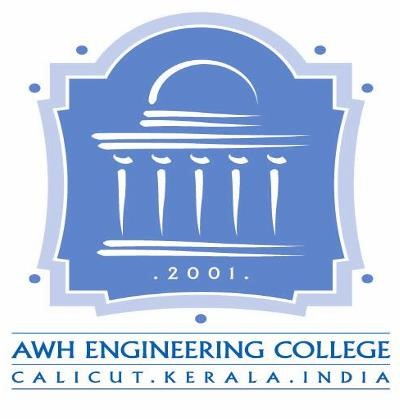 .2001.
AWH ENGINEERING COLLEGE
CALICUT.KERALA.INDIA